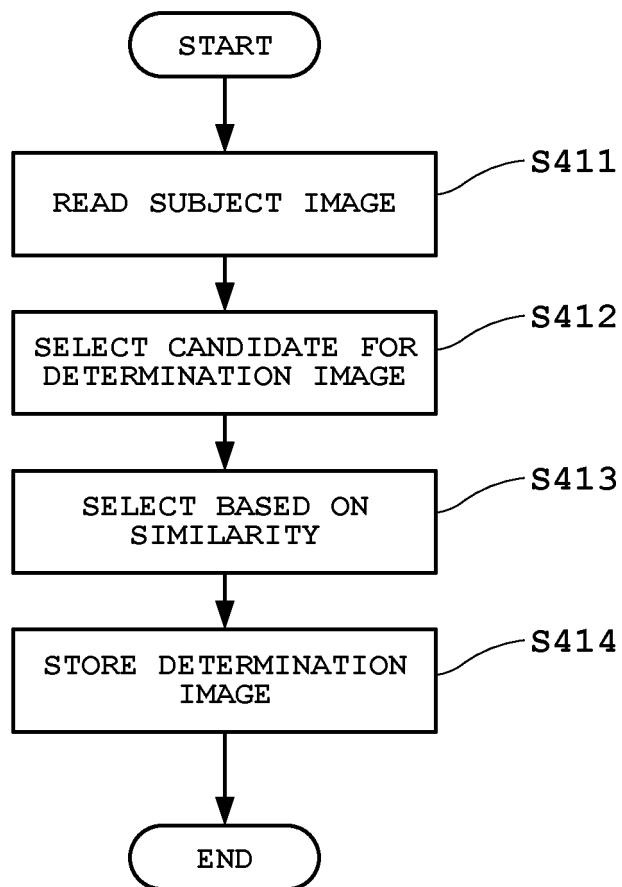 START
READ SUBJECT IMAGE
S411
SELECT CANDIDATE FOR
DETERMINATION IMAGE
S412
SELECT BASED ON
SIMILARITY
S413
STORE DETERMINATION
IMAGE
S414
END